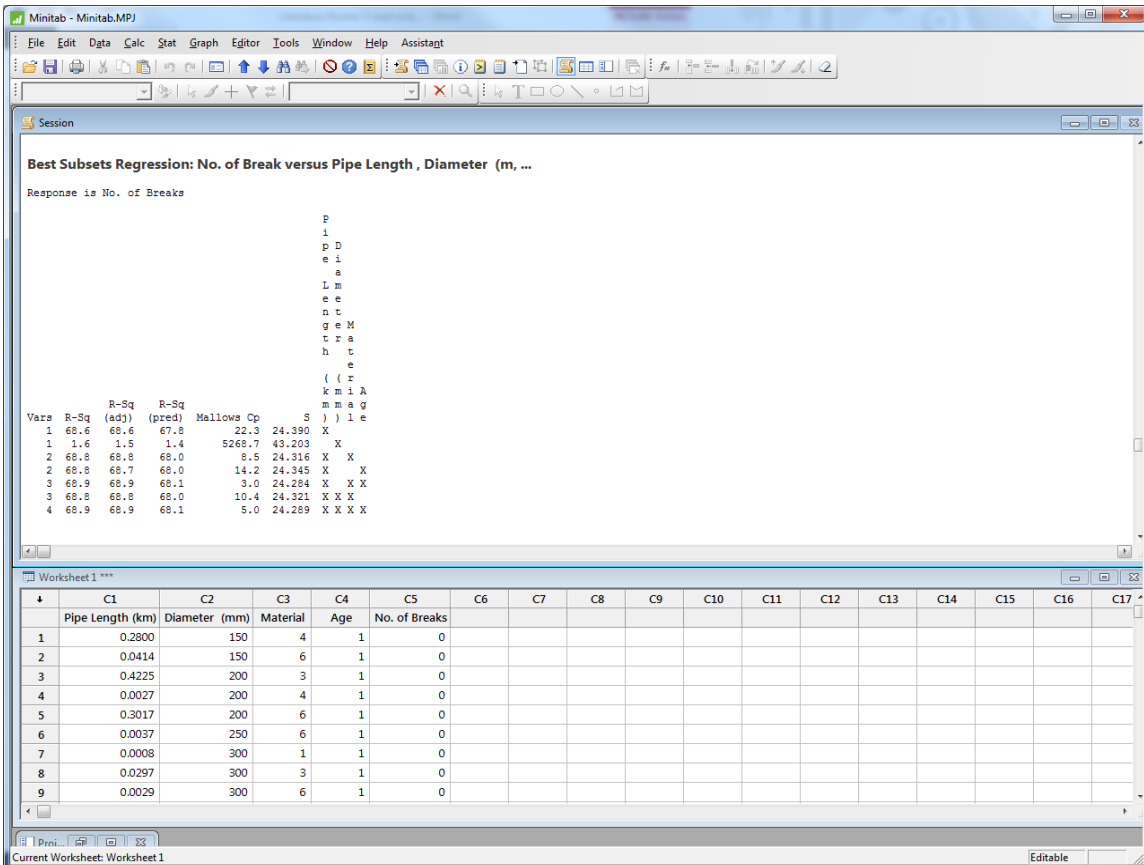 Minitab - Minitab.MPJ
File Edit Data Calc Stat Graph Editor Tools Window Help Assistant
Session
Best Subsets Regression: No. of Break versus Pipe Length , Diameter (m, ...
Response is No. of Breaks
P
i
p D
e i
a
L m
e e
n t
g e M
t r a
h t
e
( ( r
k m i A
R-Sq R-Sq m m a g
Vars R-Sq (adj) (pred) Mallows Cp S ) ) l e
1 68.6 68.6 67.8 22.3 24.390 X
1 1.6 1.5 1.4 5268.7 43.203 X
2 68.8 68.8 68.0 8.5 24.316 X X
2 68.8 68.7 68.0 14.2 24.345 X X
3 68.9 68.9 68.1 3.0 24.284 X X X
3 68.8 68.8 68.0 10.4 24.321 X X X
4 68.9 68.9 68.1 5.0 24.289 X X X X
Worksheet 1 ***
C1 C2 C3 C4 C5 C6 C7 C8 C9 C10 C11 C12 C13 C14 C15 C16 C17
Pipe Length (km) Diameter (mm) Material Age No. of Breaks
1 0.2800 150 4 1 0
2 0.0414 150 6 1 0
3 0.4225 200 3 1 0
4 0.0027 200 4 1 0
5 0.3017 200 6 1 0
6 0.0037 250 6 1 0
7 0.0008 300 1 1 0
8 0.0297 300 3 1 0
9 0.0029 300 6 1 0
Proj...
Current Worksheet: Worksheet 1
Editable